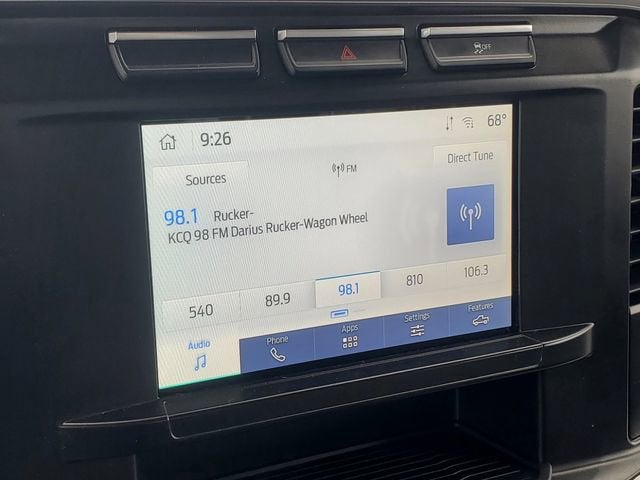 OFF
9:26
68°
Sources
FM
Direct Tune
98.1 Rucker-
KCQ 98 FM Darius Rucker-Wagon Wheel
540 89.9 98.1 810 106.3
Audio Phone Apps Settings Features